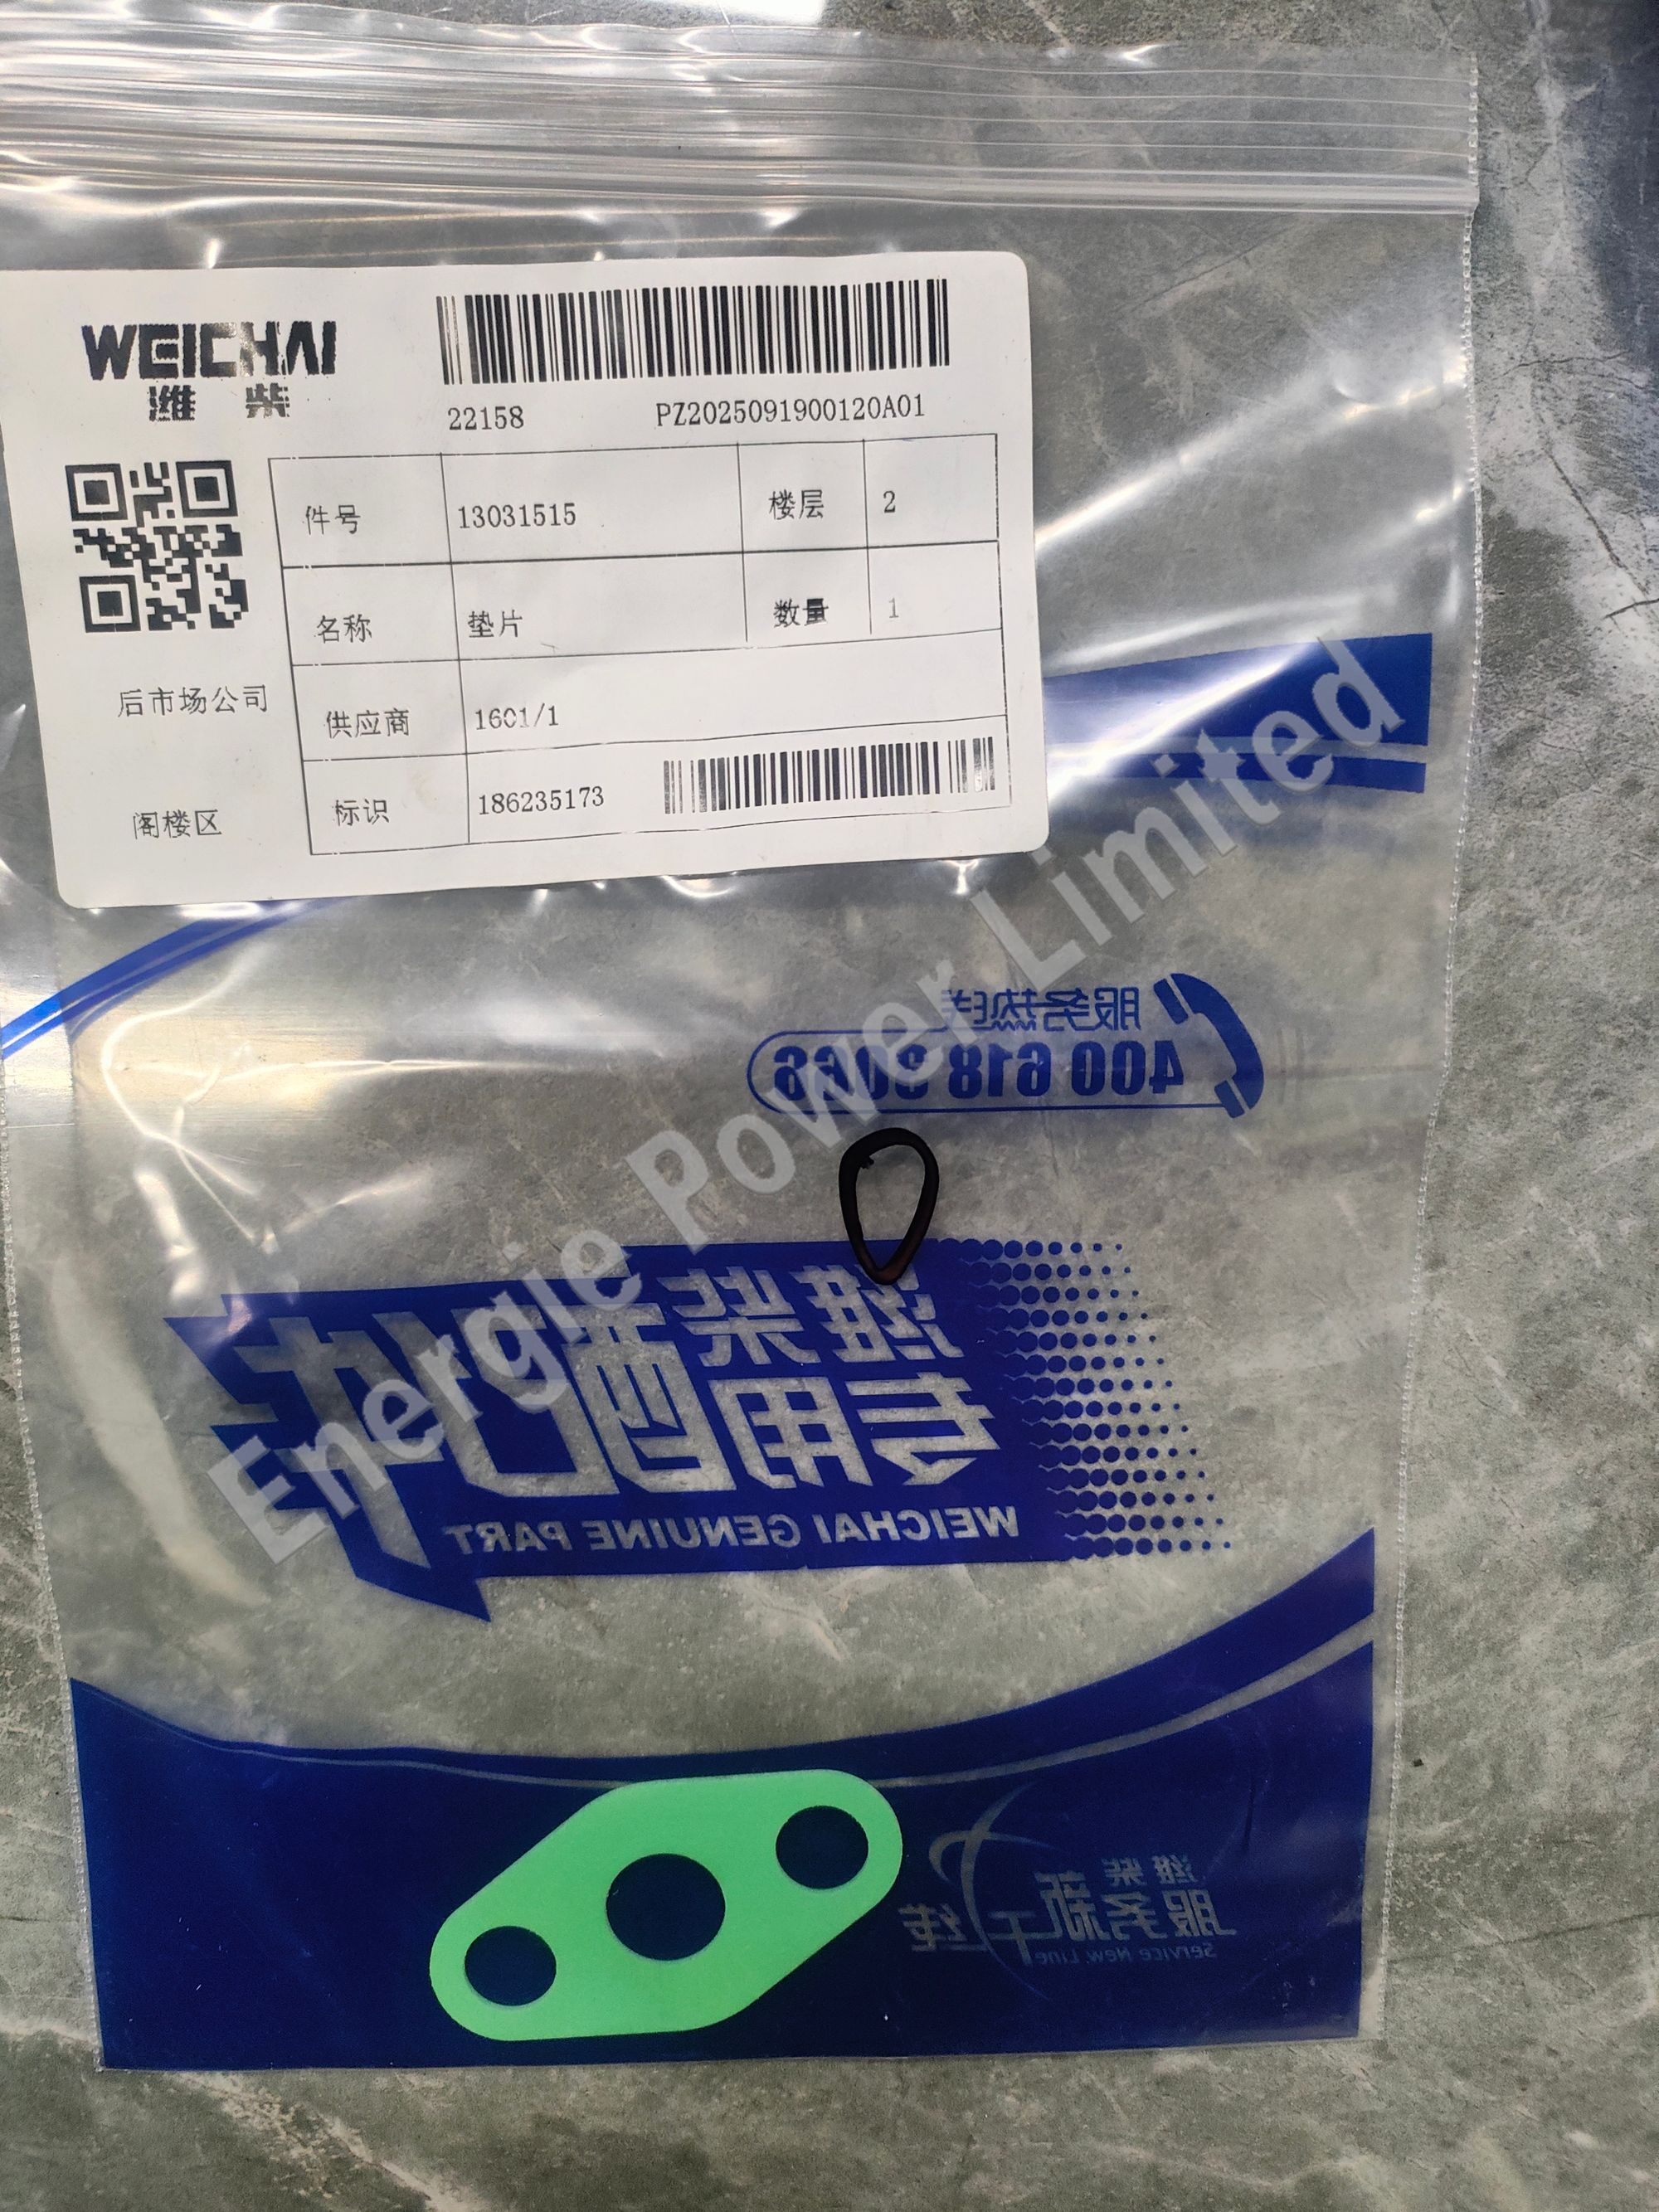 WEICHAI
潍柴
22158 PZ2025091900120A01
件号 13031515 楼层 2
名称 垫片 数量 1
后市场公司
供应商 1601/1
阁楼区
标识 186235173
服务热线
400 618 3066
潍柴
专用配件
WEICHAI GENUINE PART
Energie Power Limited
潍柴
服务新干线
Service New Line